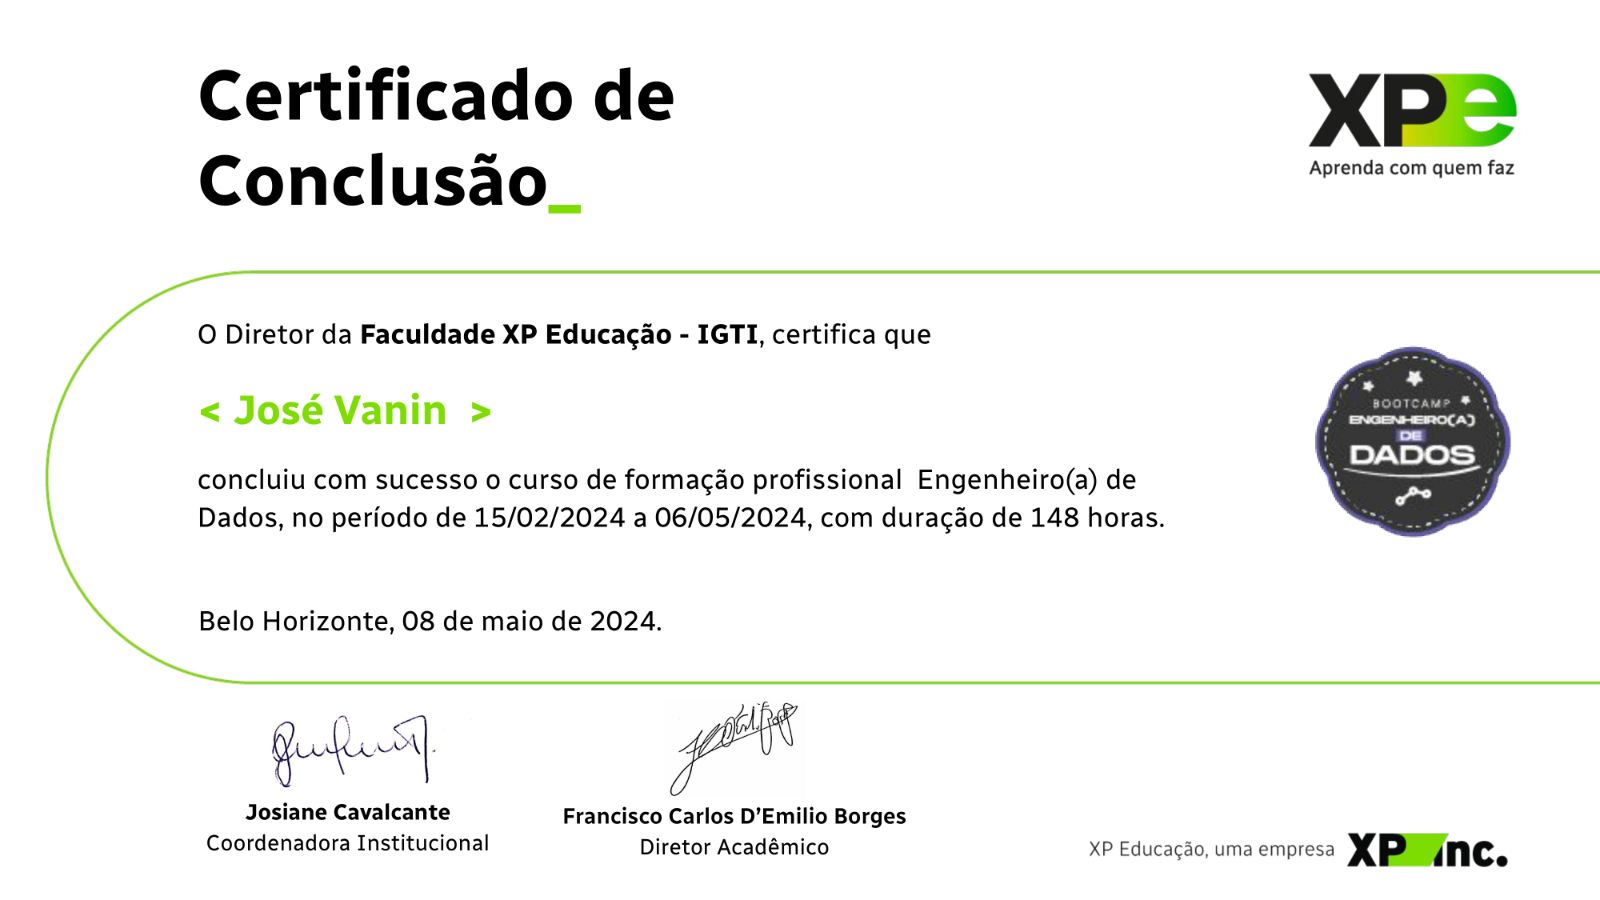 Certificado de
Conclusão_
XPe
Aprenda com quem faz
O Diretor da Faculdade XP Educação - IGTI, certifica que
< José Vanin >
concluiu com sucesso o curso de formação profissional Engenheiro(a) de
Dados, no período de 15/02/2024 a 06/05/2024, com duração de 148 horas.
BOOTCAMP
ENGENHEIRO(A)
DE
DADOS
Belo Horizonte, 08 de maio de 2024.
Josiane Cavalcante
Coordenadora Institucional
Francisco Carlos D’Emilio Borges
Diretor Acadêmico
XP Educação, uma empresa XP inc.